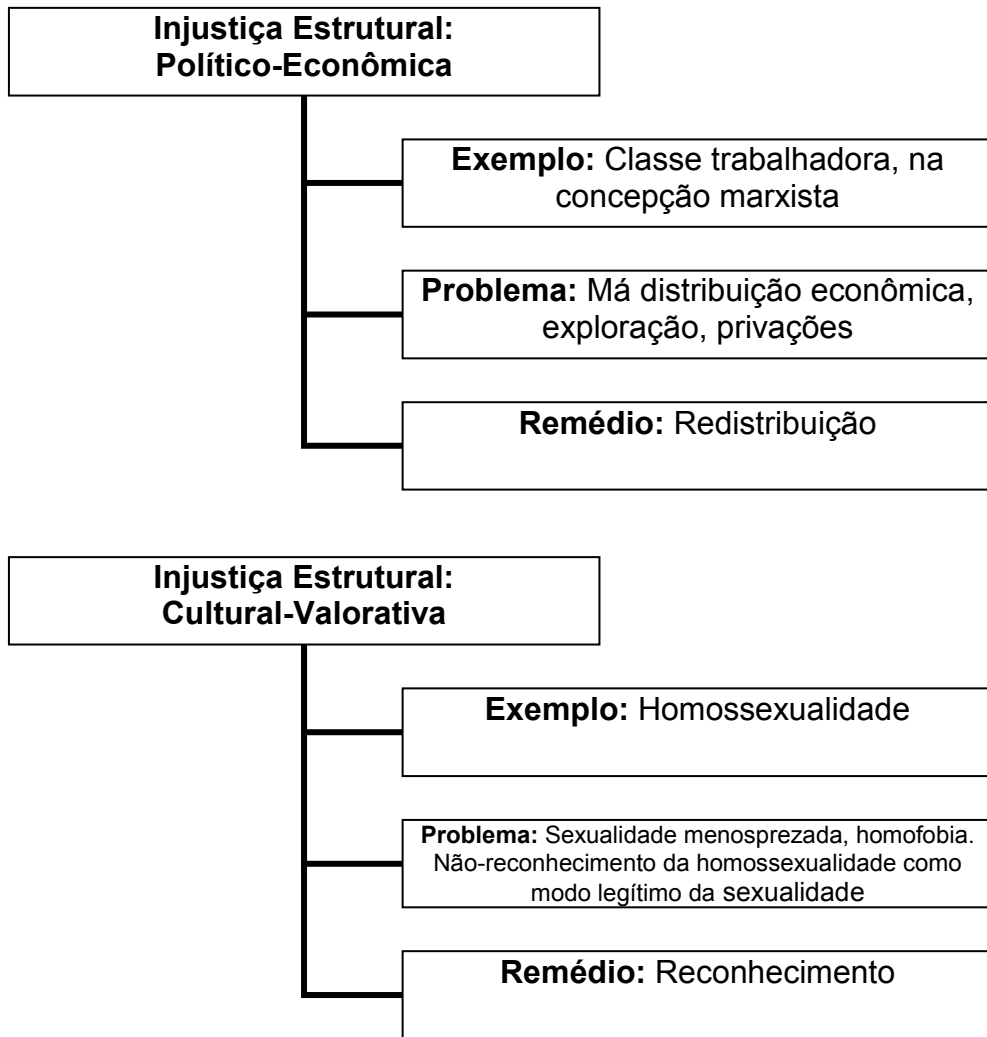 Injustiça Estrutural:
Político-Econômica
Exemplo: Classe trabalhadora, na
concepção marxista
Problema: Má distribuição econômica,
exploração, privações
Remédio: Redistribuição
Injustiça Estrutural:
Cultural-Valorativa
Exemplo: Homossexualidade
Problema: Sexualidade menosprezada, homofobia.
Não-reconhecimento da homossexualidade como
modo legítimo da sexualidade
Remédio: Reconhecimento